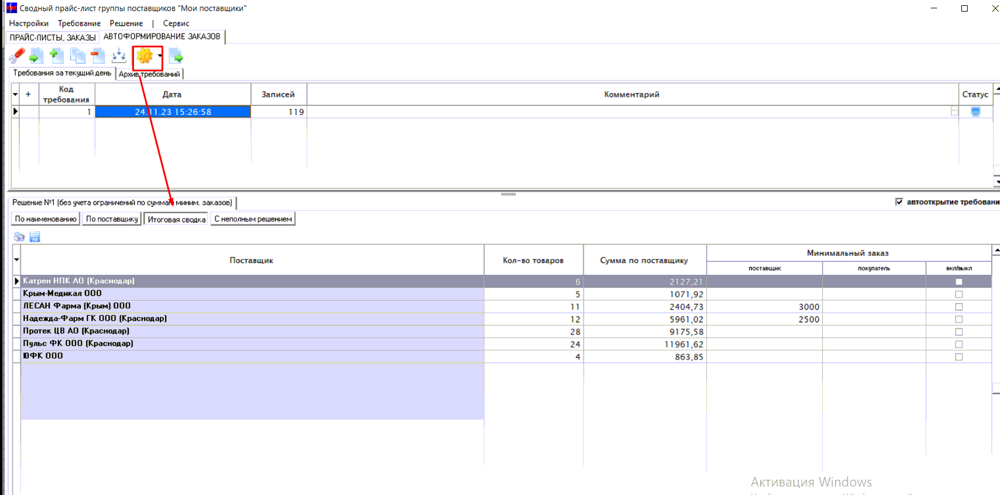 Сводный прайс-лист группы поставщиков "Мои поставщики"
Настройки Требование Решение | Сервис
ПРАЙС-ЛИСТЫ, ЗАКАЗЫ АВТОФОРМИРОВАНИЕ ЗАКАЗОВ
Требования за текущий день Архив требований
+ Код требования Дата Записей Комментарий Статус
1 24.11.23 15:26:58 119
Решение №1 (без учета ограничений по суммам миним. заказов) автооткрытие требовани
По наименованию По поставщику Итоговая сводка С неполным решением
Поставщик Кол-во товаров Сумма по поставщику Минимальный заказ
поставщик покупатель вкл/выкл
Катрен НПК АО (Краснодар) 6 2127,21
Крым-Медикал ООО 5 1071,92
ЛЕСАН Фарма (Крым) ООО 11 2404,73 3000
Надежда-Фарм ГК ООО (Краснодар) 12 5961,02 2500
Протек ЦВ АО (Краснодар) 28 9175,58
Пульс ФК ООО (Краснодар) 24 11961,62
ЮФК ООО 4 863,85
Активация Windows